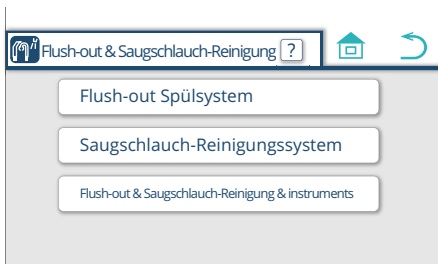 Flush-out & Saugschlauch-Reinigung ?
Flush-out Spülsystem
Saugschlauch-Reinigungssystem
Flush-out & Saugschlauch-Reinigung & instruments